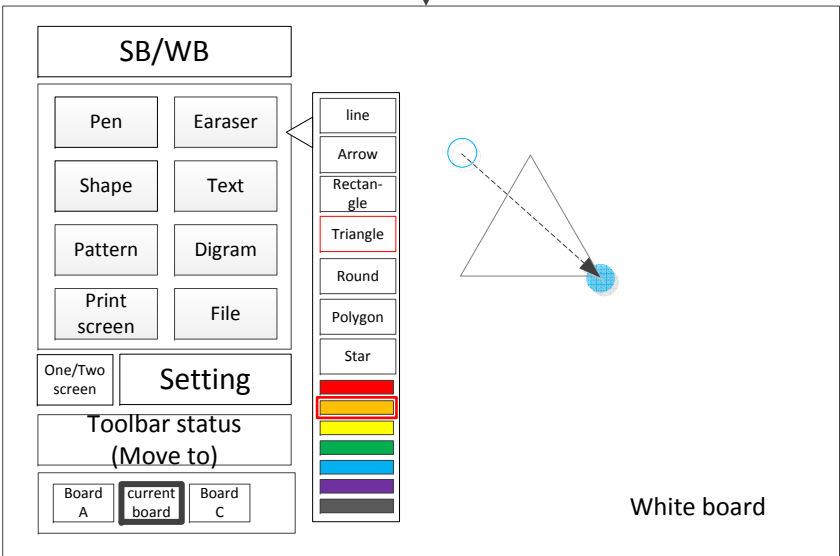 SB/WB
Pen
Earaser
Shape
Text
Pattern
Digram
Print
screen
File
One/Two
screen
Setting
Toolbar status
(Move to)
Board
A
current
board
Board
C
line
Arrow
Rectan-
gle
Triangle
Round
Polygon
Star
White board